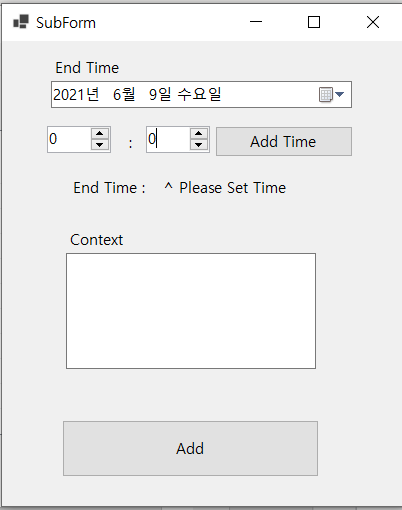 SubForm
End Time
2021년 6월 9일 수요일
0 : 0 Add Time
End Time : ^ Please Set Time
Context
Add